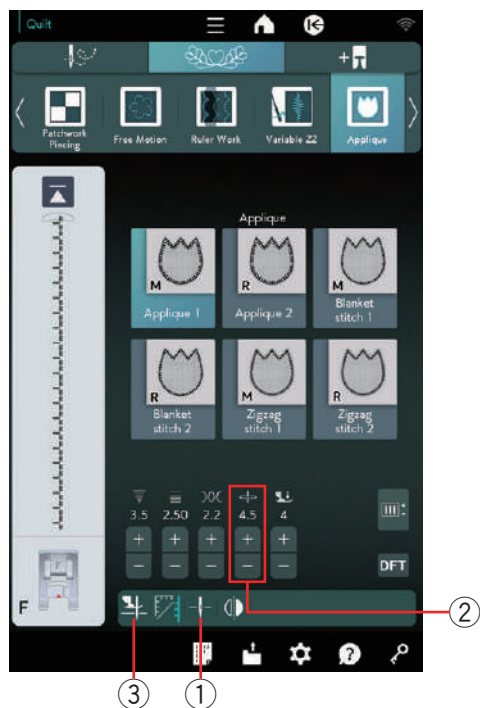 Quilt
Patchwork
Piecing
Free Motion
Ruler Work
Variable ZZ
Applique
Applique
M
Applique 1
R
Applique 2
M
Blanket
stitch 1
R
Blanket
stitch 2
M
Zigzag
stitch 1
R
Zigzag
stitch 2
3.5 2.50 2.2 4.5 4
+ + + + +
− − − − −
DFT
F
②
③ ①